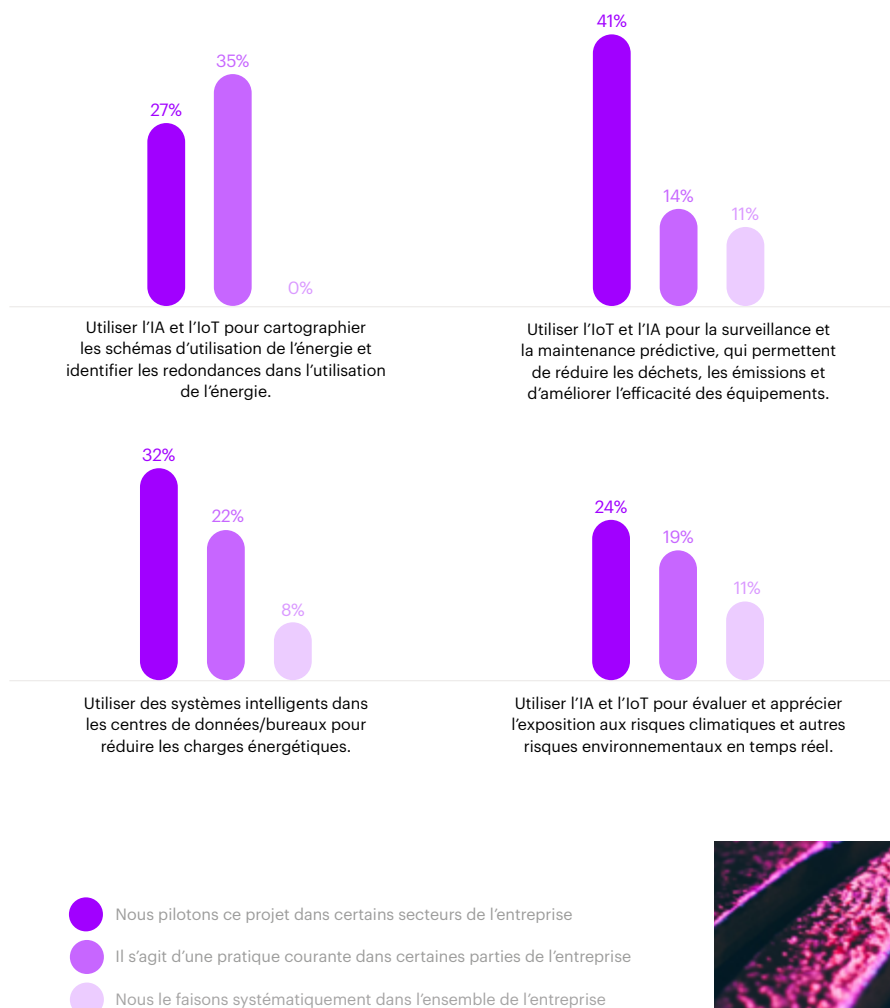 27%
35%
0%
Utiliser l’IA et l’IoT pour cartographier
les schémas d’utilisation de l’énergie et
identifier les redondances dans l’utilisation
de l’énergie.
41%
14%
11%
Utiliser l’IoT et l’IA pour la surveillance et
la maintenance prédictive, qui permettent
de réduire les déchets, les émissions et
d’améliorer l’efficacité des équipements.
32%
22%
8%
Utiliser des systèmes intelligents dans
les centres de données/bureaux pour
réduire les charges énergétiques.
24%
19%
11%
Utiliser l’IA et l’IoT pour évaluer et apprécier
l’exposition aux risques climatiques et autres
risques environnementaux en temps réel.
Nous pilotons ce projet dans certains secteurs de l’entreprise
Il s’agit d’une pratique courante dans certaines parties de l’entreprise
Nous le faisons systématiquement dans l’ensemble de l’entreprise